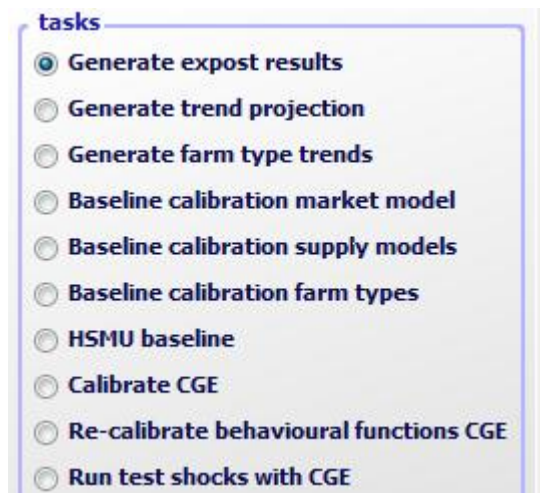 tasks
Generate expost results
Generate trend projection
Generate farm type trends
Baseline calibration market model
Baseline calibration supply models
Baseline calibration farm types
HSMU baseline
Calibrate CGE
Re-calibrate behavioural functions CGE
Run test shocks with CGE